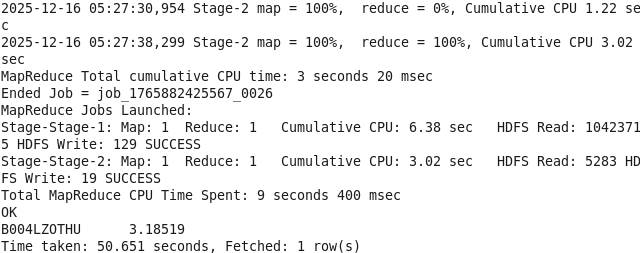 2025-12-16 05:27:30,954 Stage-2 map = 100%,  reduce = 0%, Cumulative CPU 1.22 se
c
2025-12-16 05:27:38,299 Stage-2 map = 100%,  reduce = 100%, Cumulative CPU 3.02
sec
MapReduce Total cumulative CPU time: 3 seconds 20 msec
Ended Job = job_1765882425567_0026
MapReduce Jobs Launched:
Stage-Stage-1: Map: 1  Reduce: 1   Cumulative CPU: 6.38 sec   HDFS Read: 1042371
5 HDFS Write: 129 SUCCESS
Stage-Stage-2: Map: 1  Reduce: 1   Cumulative CPU: 3.02 sec   HDFS Read: 5283 HD
FS Write: 19 SUCCESS
Total MapReduce CPU Time Spent: 9 seconds 400 msec
OK
B004LZOTHU      3.18519
Time taken: 50.651 seconds, Fetched: 1 row(s)